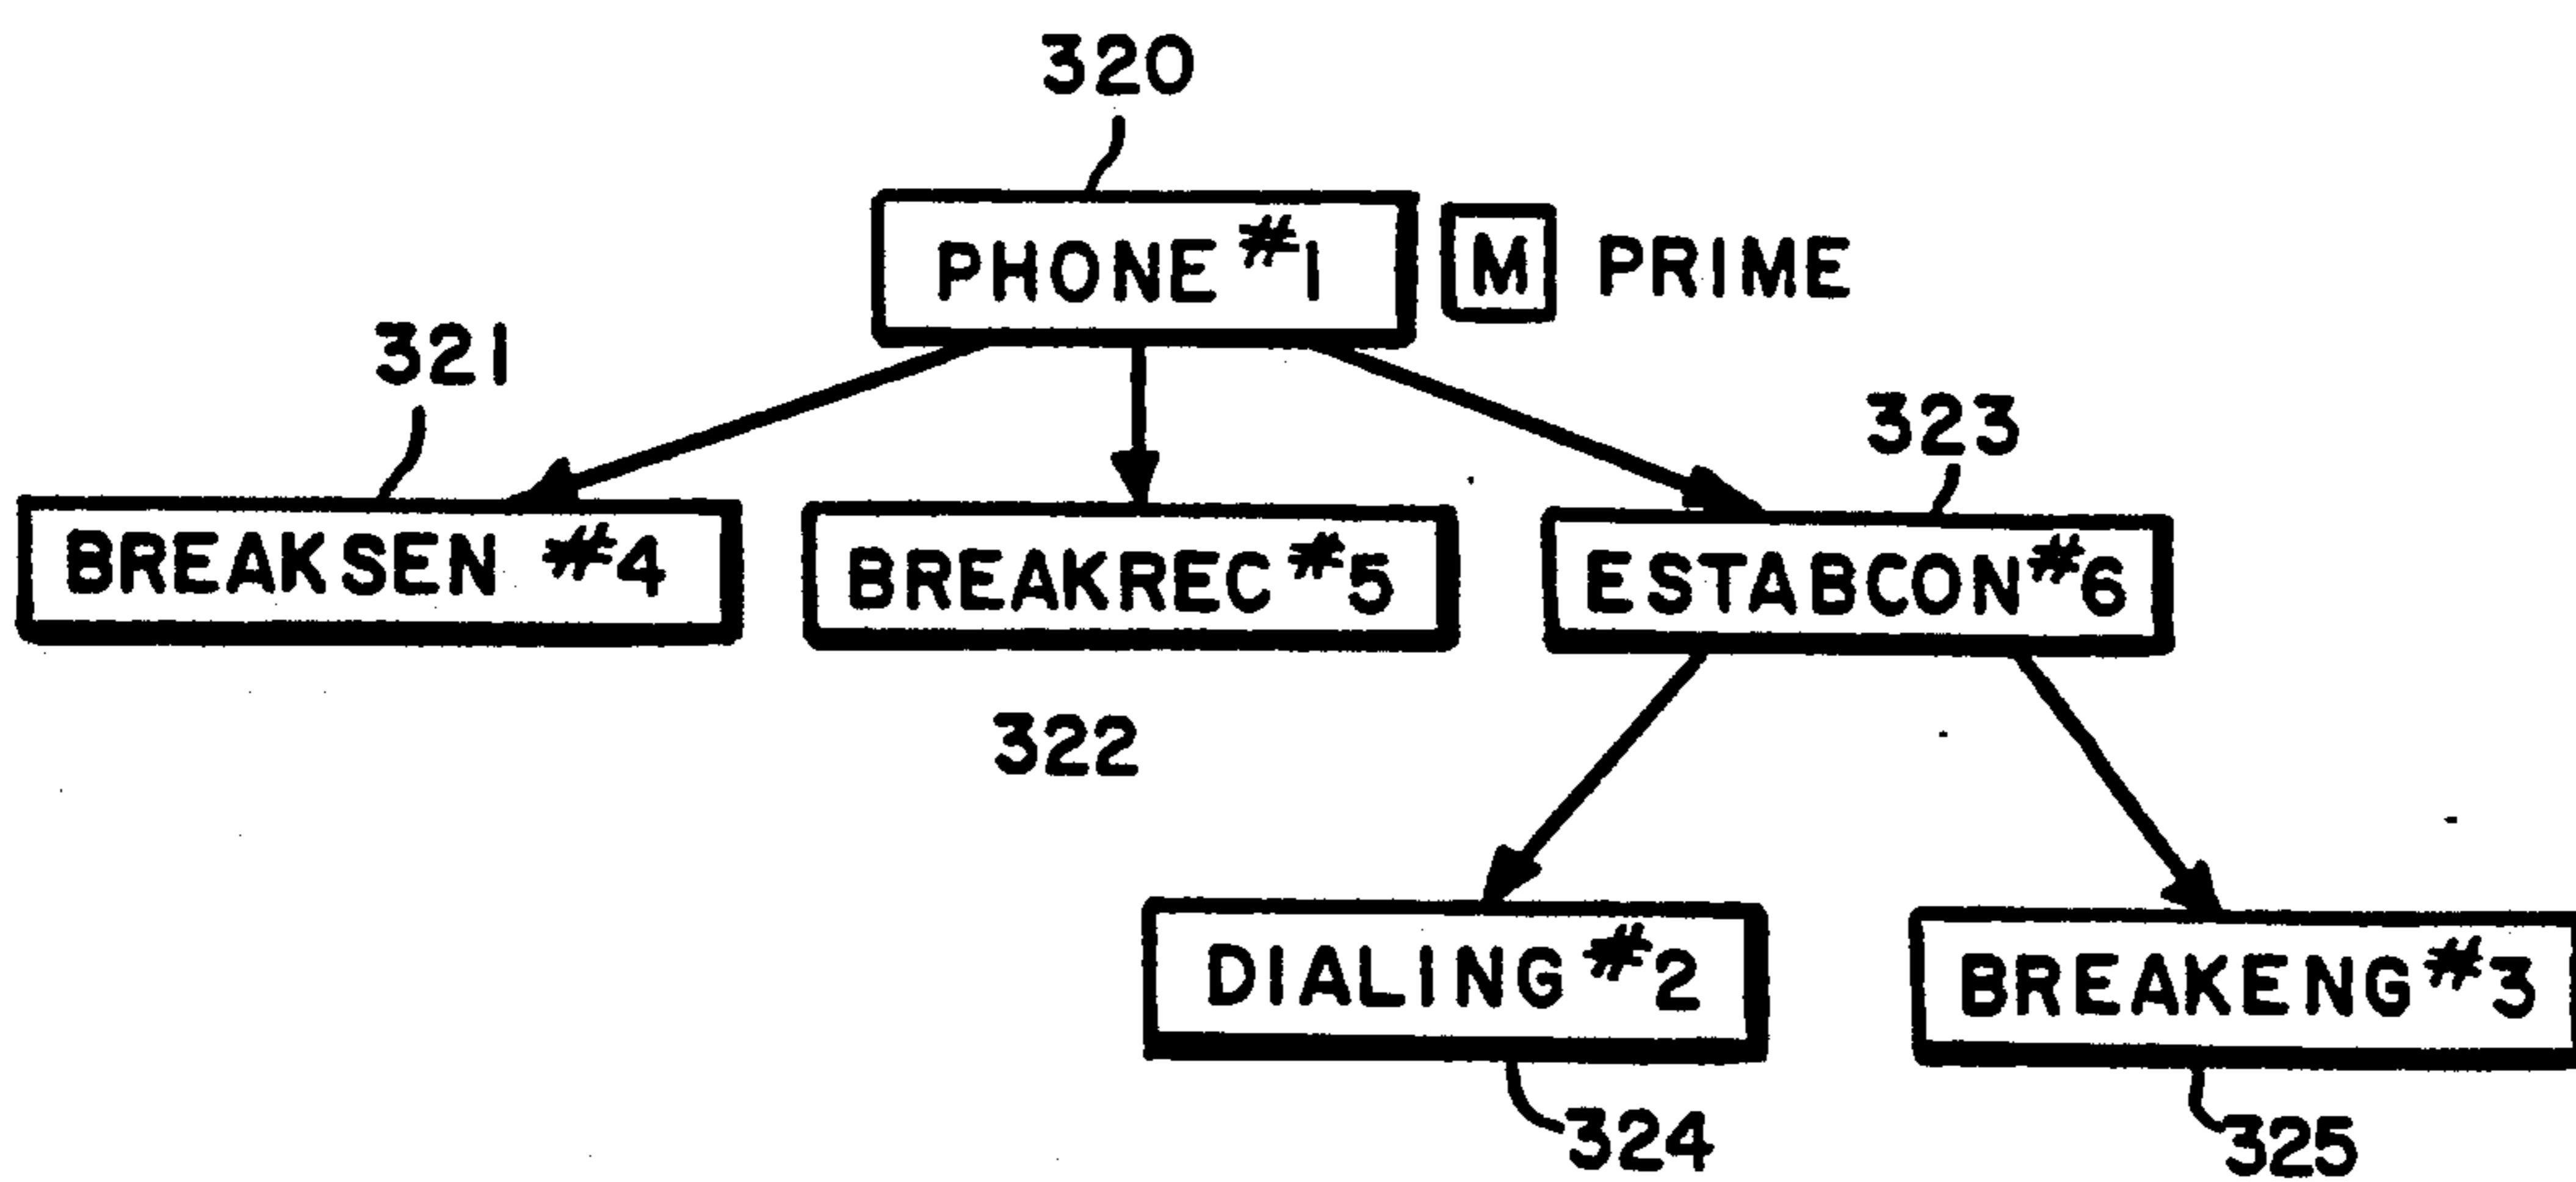 320
PHONE #1
M PRIME
321
323
BREAKSEN #4
BREAKREC #5
ESTABCON #6
322
DIALING #2
BREAKENG #3
324
325